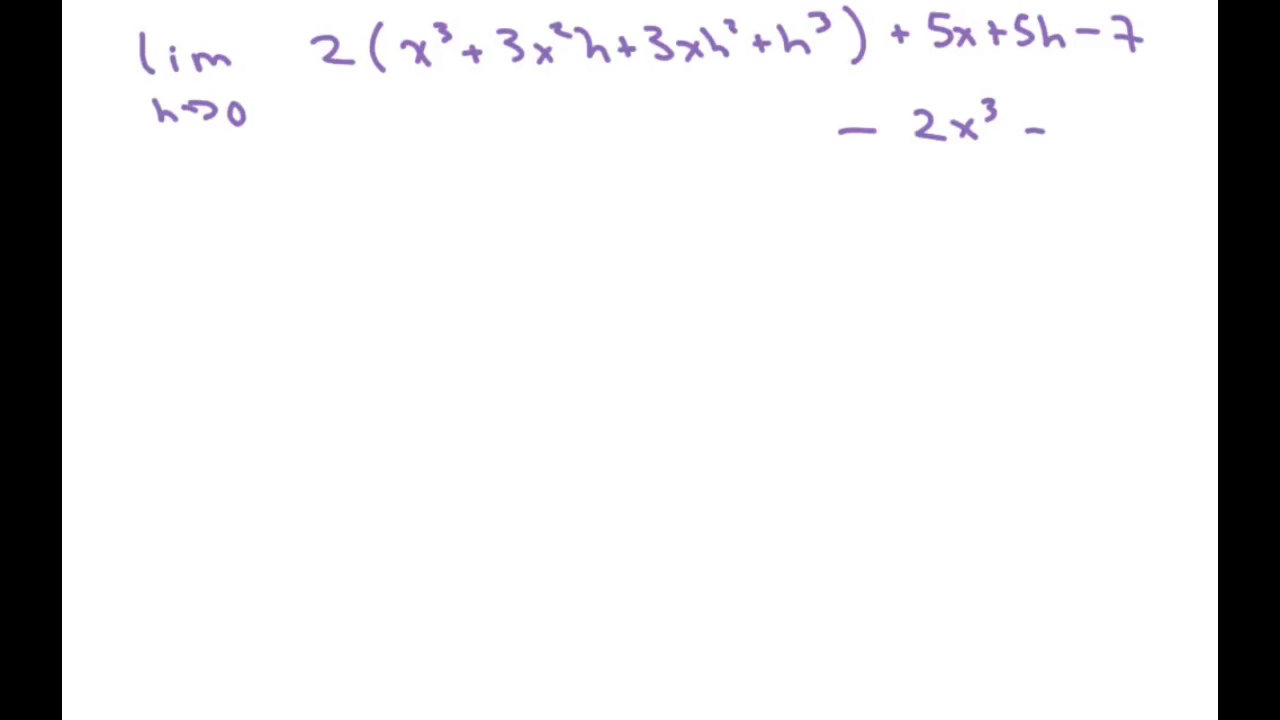 lim 2(x³+3x²h+3xh²+h³)+5x+5h-7
h→0
- 2x³ -